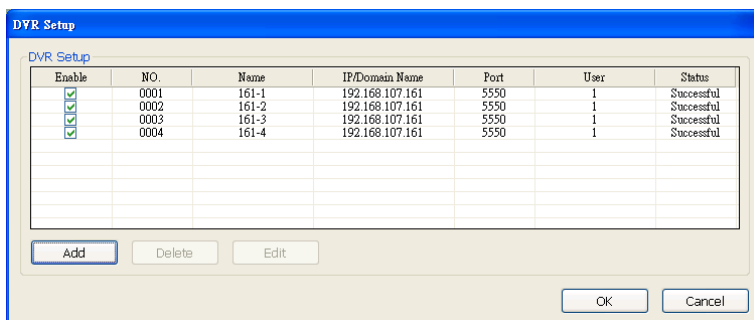 DVR Setup
DVR Setup
Enable NO. Name IP/Domain Name Port User Status
0001 161-1 192.168.107.161 5550 1 Successful
0002 161-2 192.168.107.161 5550 1 Successful
0003 161-3 192.168.107.161 5550 1 Successful
0004 161-4 192.168.107.161 5550 1 Successful
Add Delete Edit
OK Cancel